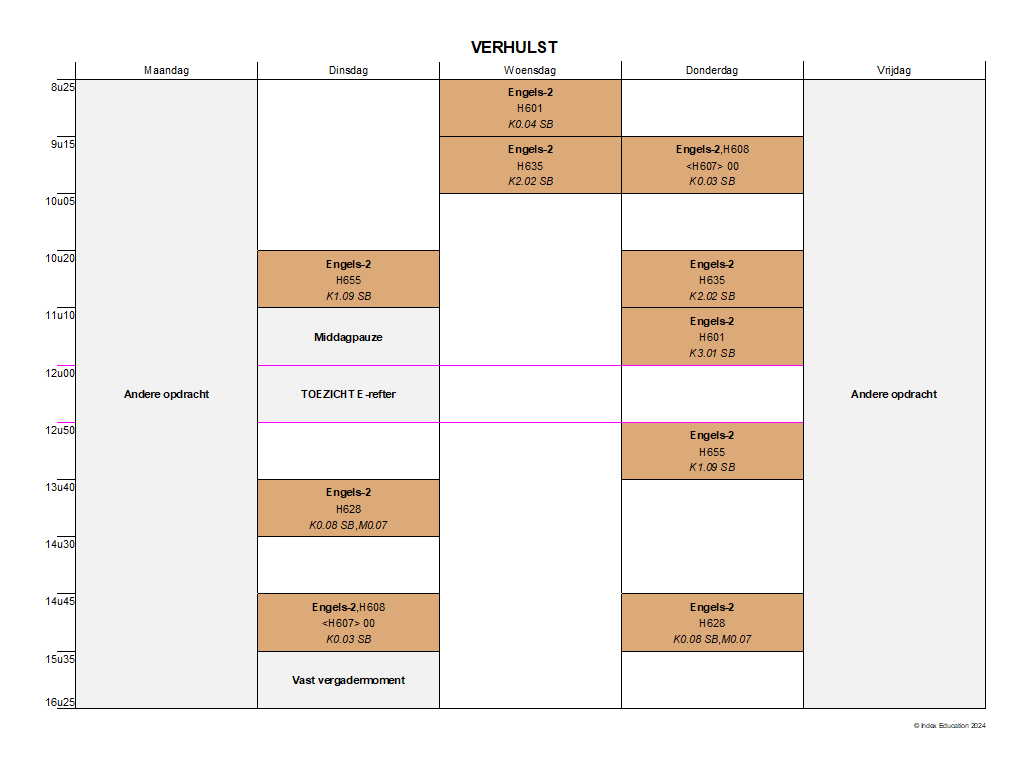 VERHULST
Maandag Dinsdag Woensdag Donderdag Vrijdag
8u25
Engels-2
H601
K0.04 SB
9u15
Engels-2 Engels-2,H608
H635 <H607> 00
K2.02 SB K0.03 SB
10u05
10u20
Engels-2 Engels-2
H655 H635
K1.09 SB K2.02 SB
11u10
Engels-2
Middagpauze H601
K3.01 SB
12u00
Andere opdracht TOEZICHT E -refter Andere opdracht
12u50
Engels-2
H655
K1.09 SB
13u40
Engels-2
H628
K0.08 SB,M0.07
14u30
14u45
Engels-2,H608 Engels-2
<H607> 00 H628
K0.03 SB K0.08 SB,M0.07
15u35
Vast vergadermoment
16u25
© Index Education 2024